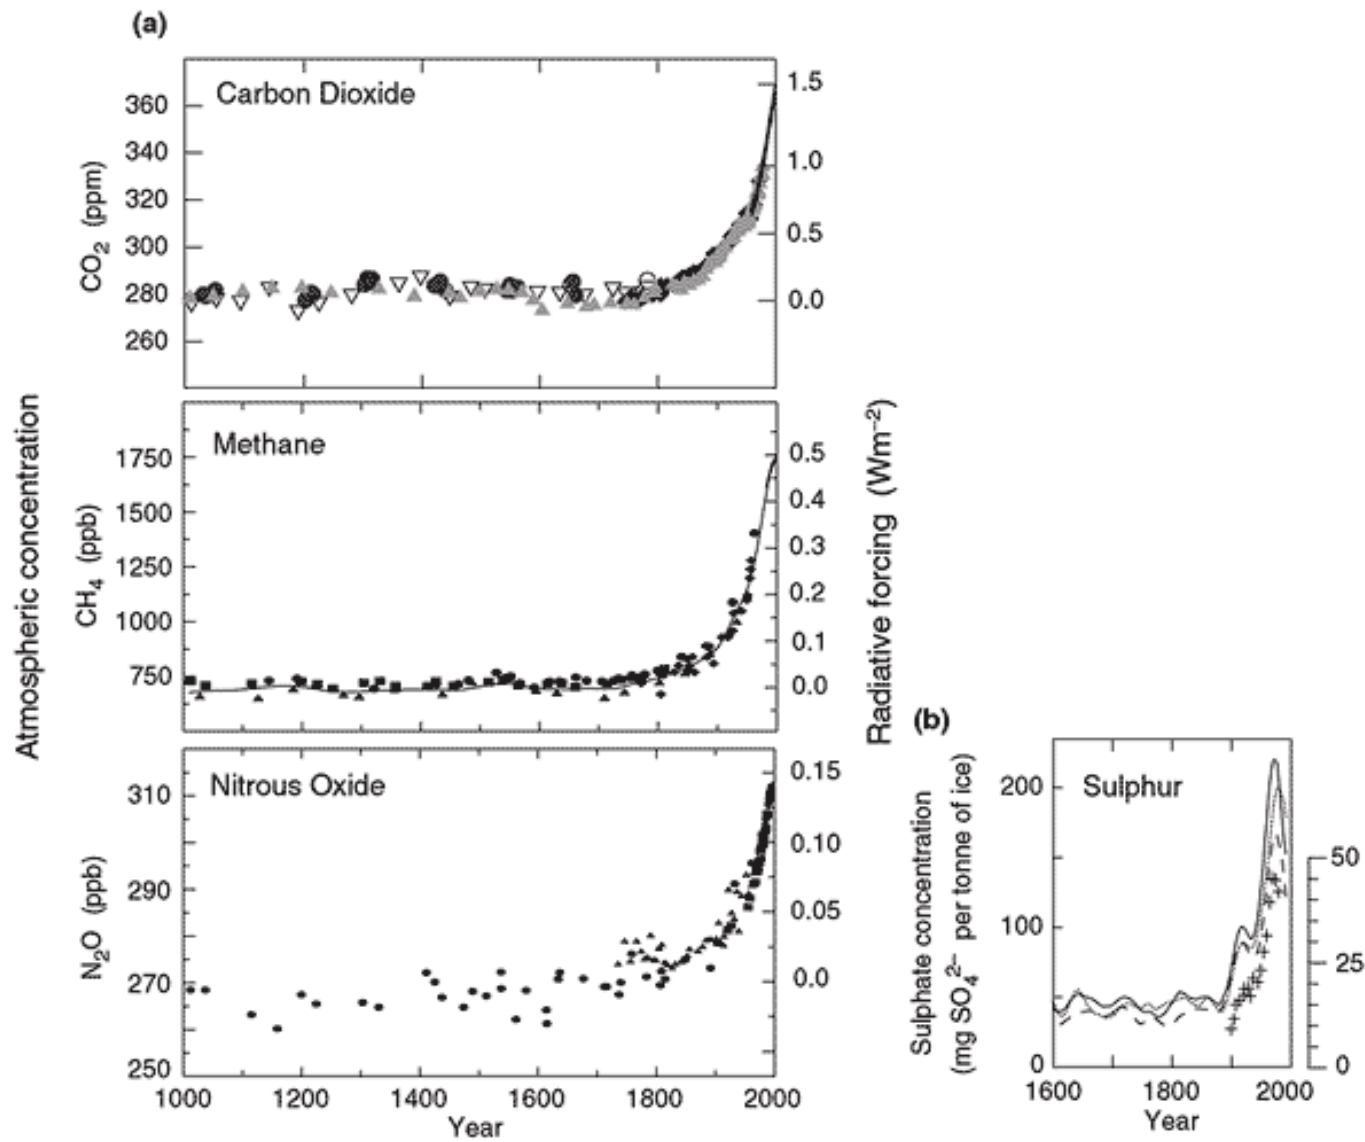 (a)
Carbon Dioxide
CO2 (ppm)
360
340
320
300
280
260
1.5
1.0
0.5
0.0
Atmospheric concentration
Methane
CH4 (ppb)
1750
1500
1250
1000
750
0.5
0.4
0.3
0.2
0.1
0.0
Radiative forcing (Wm−2)
Nitrous Oxide
N2O (ppb)
310
290
270
250
0.15
0.10
0.05
0.0
1000 1200 1400 1600 1800 2000
Year
(b)
Sulphur
Sulphate concentration
(mg SO42− per tonne of ice)
200
100
0
50
25
0
1600 1800 2000
Year